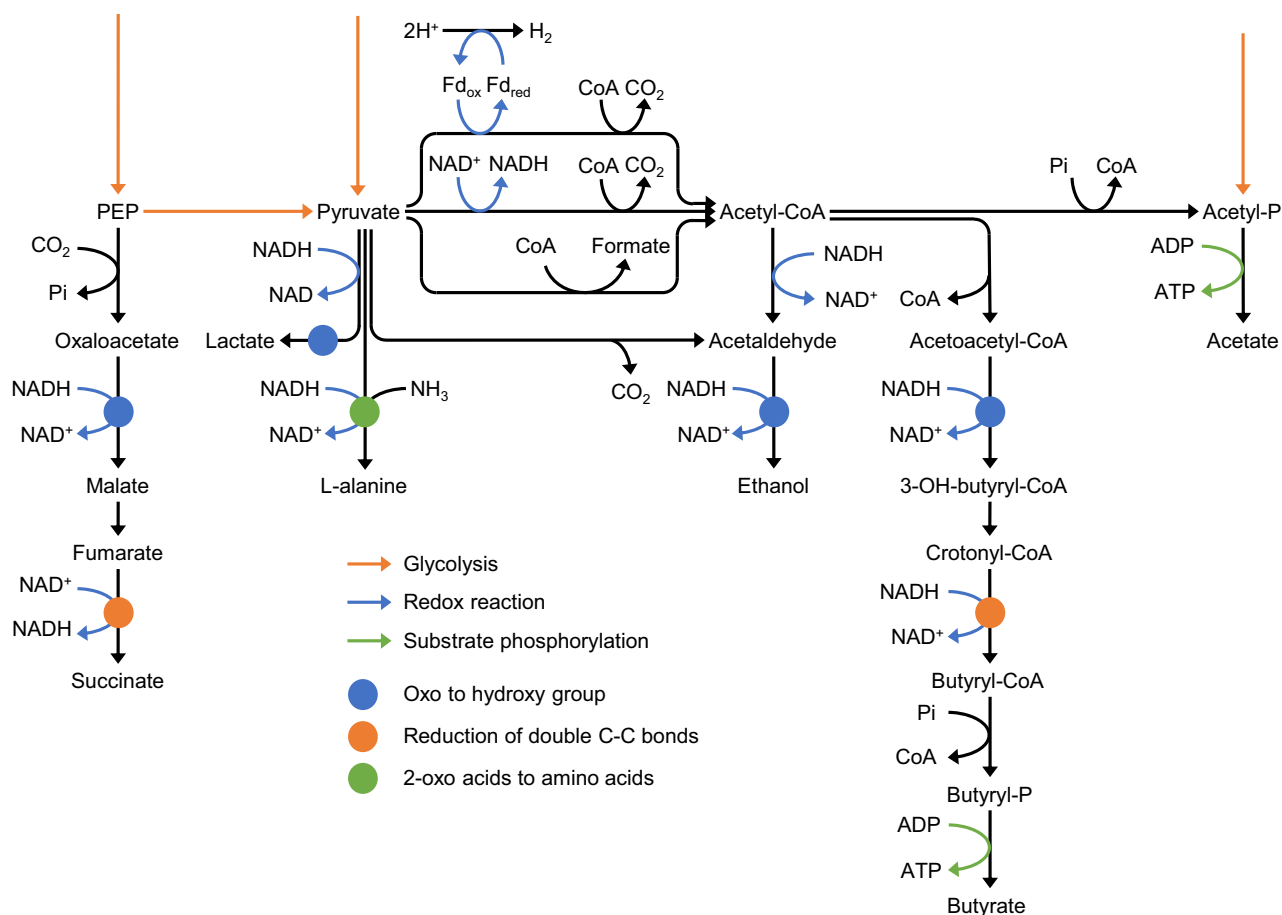 2H⁺
H₂
Fd_ox Fd_red
CoA CO₂
NAD⁺ NADH
CoA CO₂
Pi
CoA
PEP
Pyruvate
Acetyl-CoA
Acetyl-P
CO₂
Pi
NADH
NAD
CoA
Formate
NADH
NAD⁺
CoA
ADP
ATP
Oxaloacetate
Lactate
Acetaldehyde
Acetoacetyl-CoA
Acetate
NADH
NAD⁺
NADH
NH₃
NAD⁺
CO₂
NADH
NAD⁺
NADH
NAD⁺
Malate
L-alanine
Ethanol
3-OH-butyryl-CoA
Fumarate
Crotonyl-CoA
NAD⁺
NADH
NADH
NAD⁺
Succinate
Butyryl-CoA
Pi
CoA
Butyryl-P
ADP
ATP
Butyrate
Glycolysis
Redox reaction
Substrate phosphorylation
Oxo to hydroxy group
Reduction of double C-C bonds
2-oxo acids to amino acids